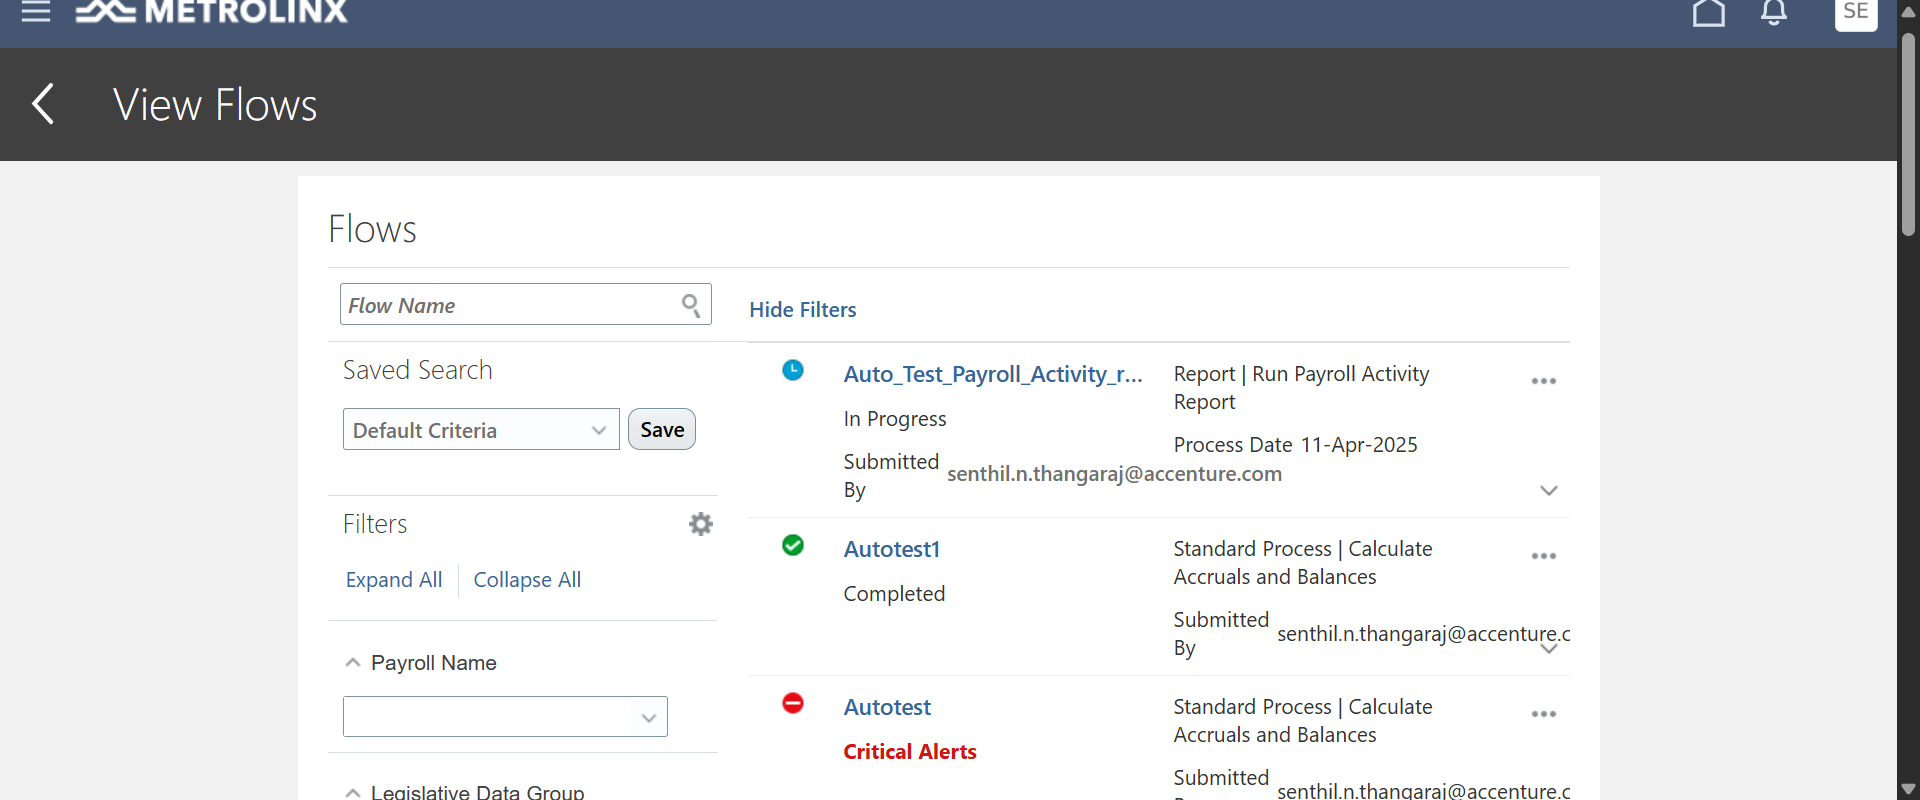 METROLINX
SE
View Flows
Flows
Flow Name
Hide Filters
Saved Search
Default Criteria
Save
Filters
Expand All
Collapse All
Payroll Name
Legislative Data Group
Auto_Test_Payroll_Activity_r...
In Progress
Submitted
By
senthil.n.thangaraj@accenture.com
Report | Run Payroll Activity
Report
Process Date 11-Apr-2025
Autotest1
Completed
Standard Process | Calculate
Accruals and Balances
Submitted
By
senthil.n.thangaraj@accenture.c
Autotest
Critical Alerts
Standard Process | Calculate
Accruals and Balances
Submitted
senthil.n.thangaraj@accenture.c